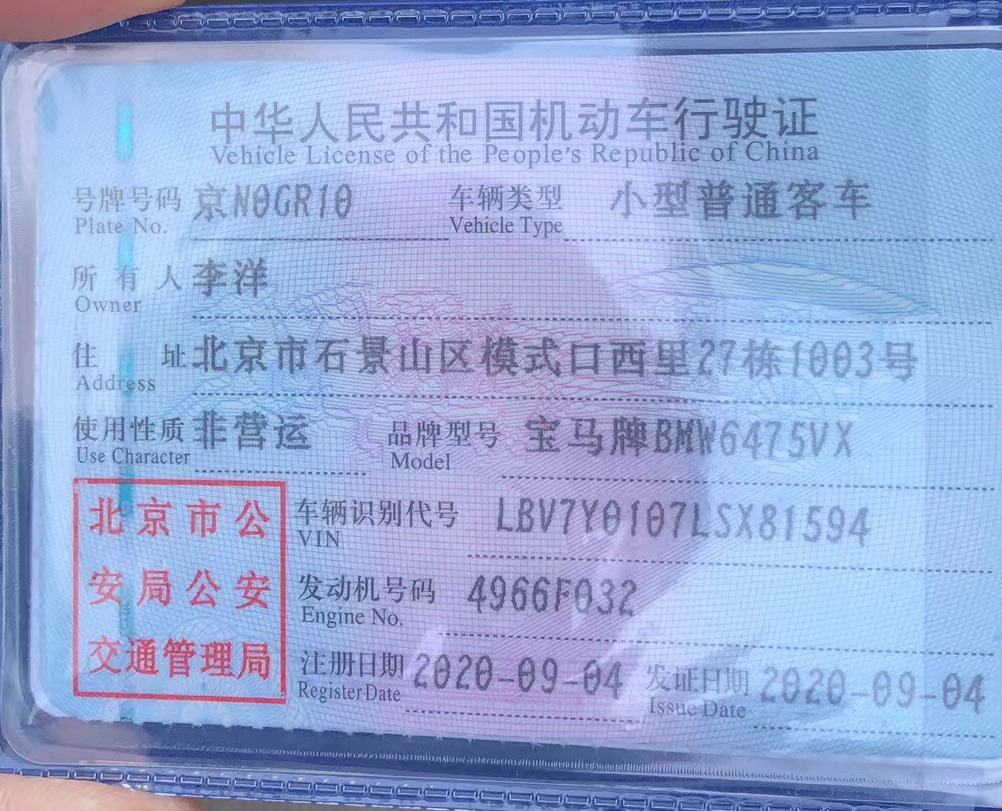 中华人民共和国机动车行驶证
Vehicle License of the People's Republic of China
号牌号码 京N0GR10 车辆类型 小型普通客车
Plate No. Vehicle Type
所有人 李洋
Owner
住址 北京市石景山区模式口西里27栋1003号
Address
使用性质 非营运 品牌型号 宝马牌BMW6475VX
Use Character Model
北京市公
安局公安
交通管理局
车辆识别代号 LBV7Y0107LSX81594
VIN
发动机号码 4966F032
Engine No.
注册日期 2020-09-04 发证日期 2020-09-04
Register Date Issue Date